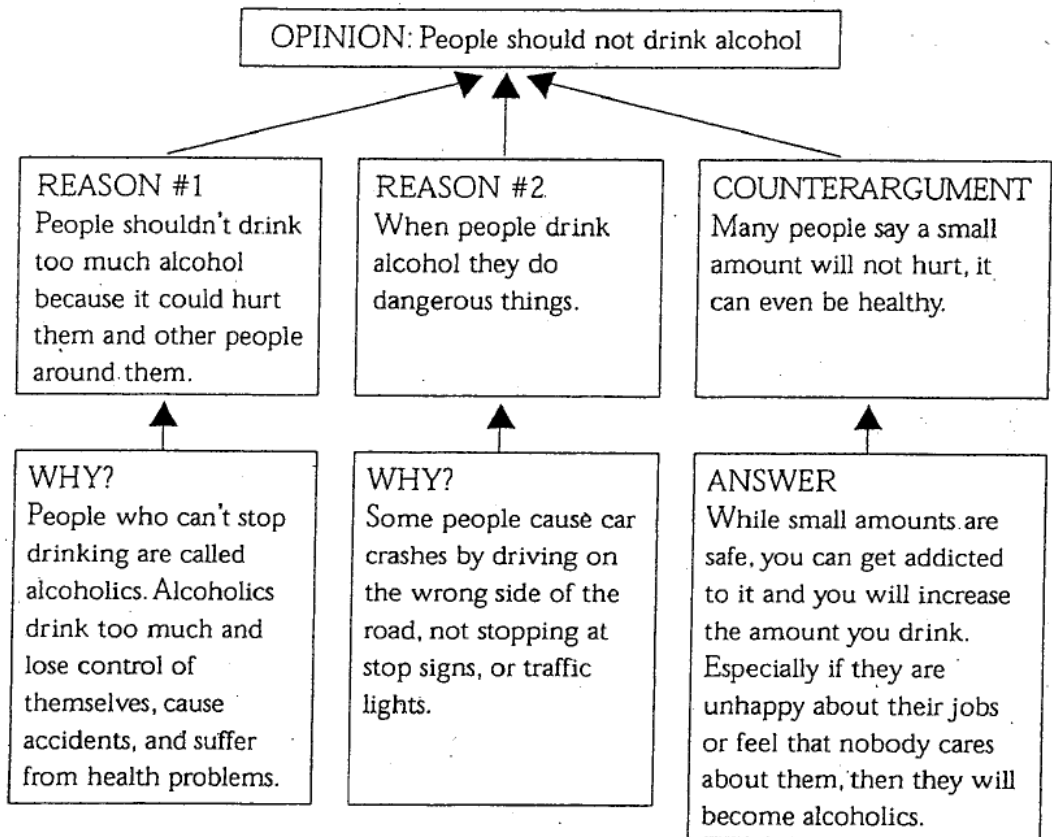 OPINION: People should not drink alcohol
REASON #1
People shouldn't drink
too much alcohol
because it could hurt
them and other people
around them.
REASON #2
When people drink
alcohol they do
dangerous things.
COUNTERARGUMENT
Many people say a small
amount will not hurt, it
can even be healthy.
WHY?
People who can't stop
drinking are called
alcoholics. Alcoholics
drink too much and
lose control of
themselves, cause
accidents, and suffer
from health problems.
WHY?
Some people cause car
crashes by driving on
the wrong side of the
road, not stopping at
stop signs, or traffic
lights.
ANSWER
While small amounts are
safe, you can get addicted
to it and you will increase
the amount you drink.
Especially if they are
unhappy about their jobs
or feel that nobody cares
about them, then they will
become alcoholics.